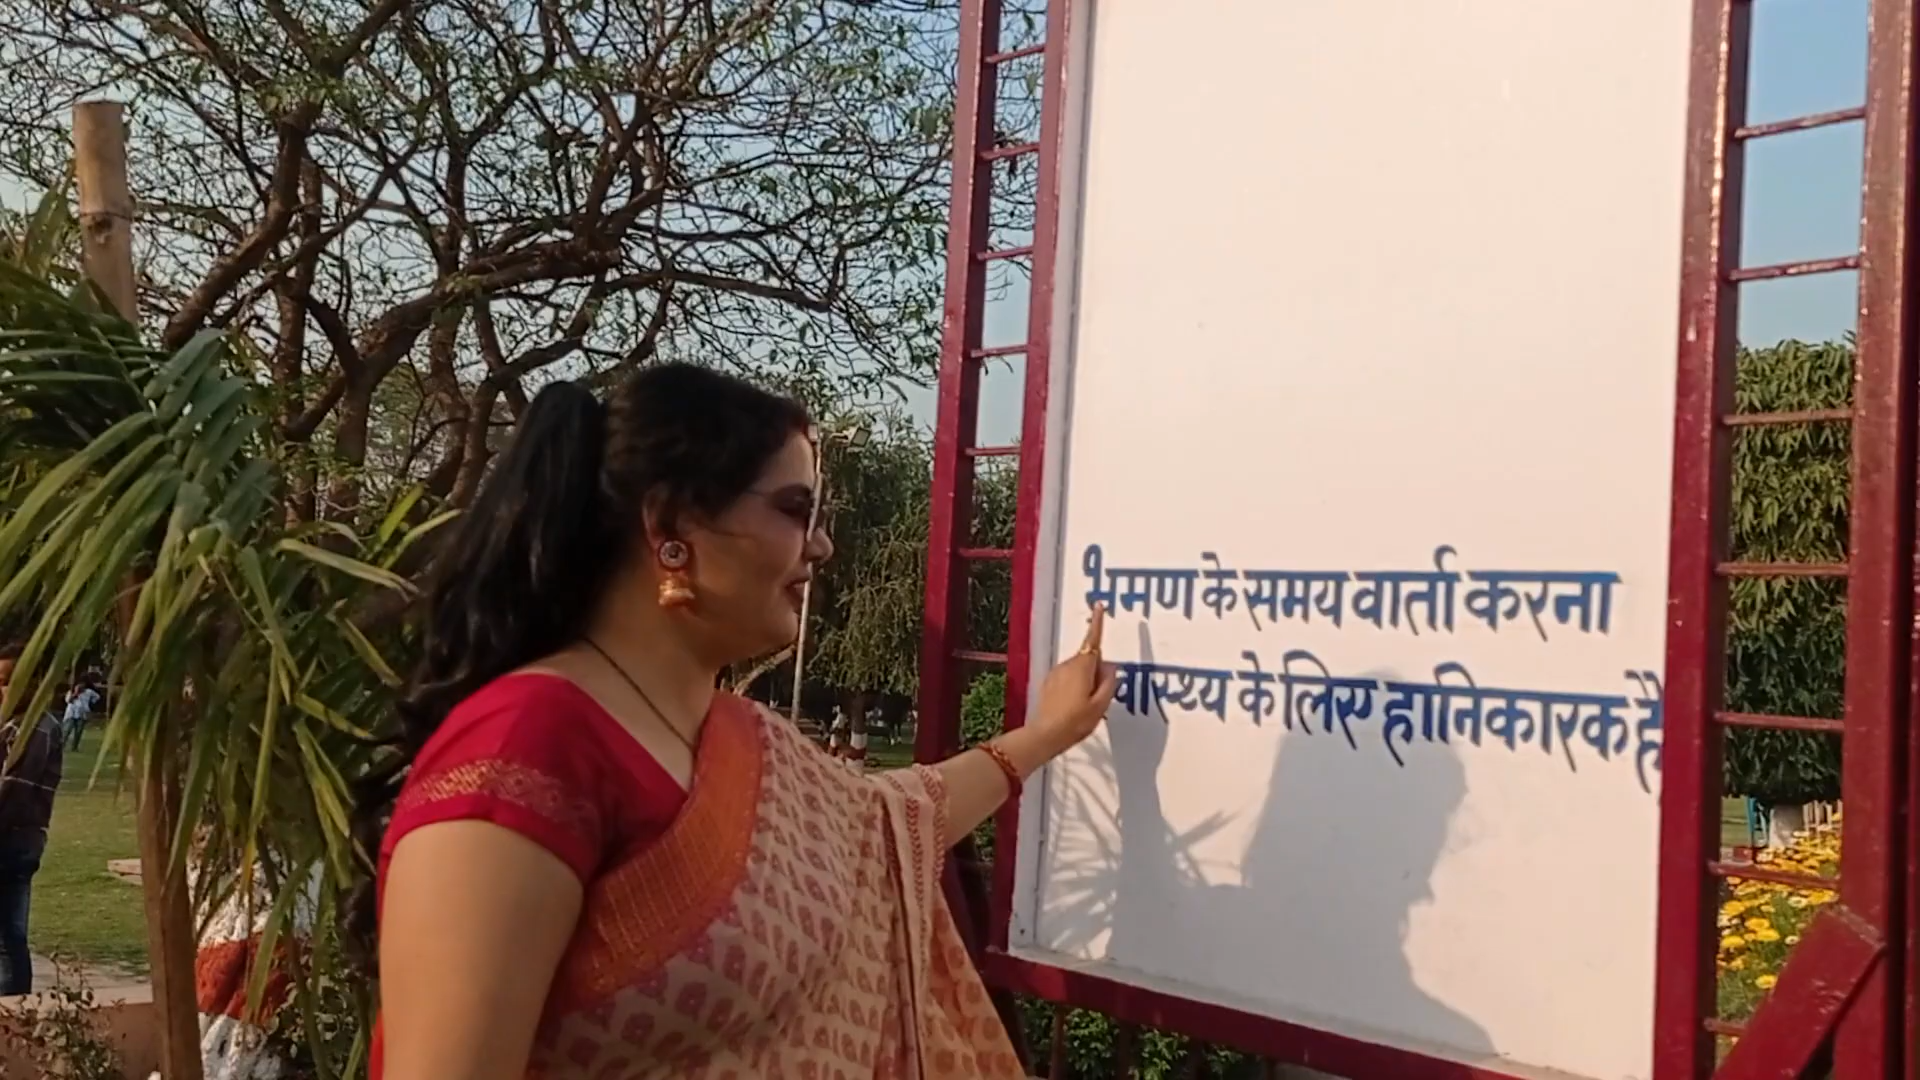 भ्रमण के समय वार्ता करना
स्वास्थ्य के लिए हानिकारक है